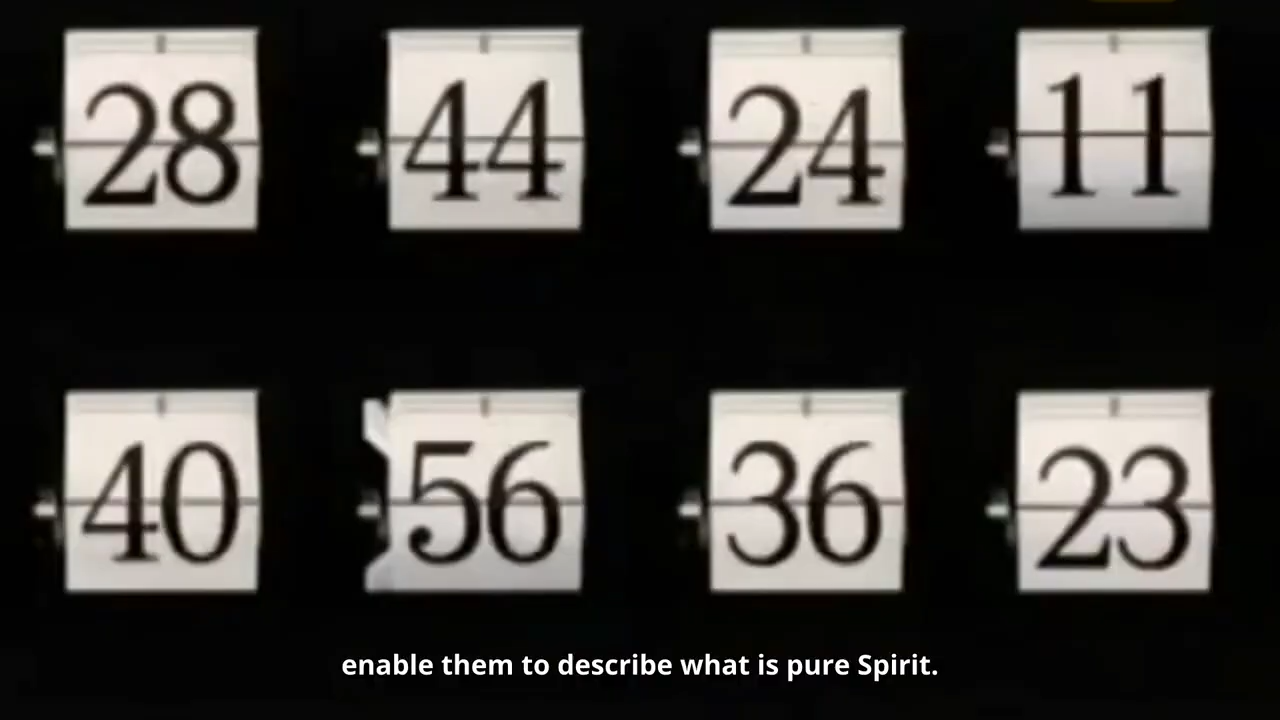 28 44 24 11
40 56 36 23
enable them to describe what is pure Spirit.